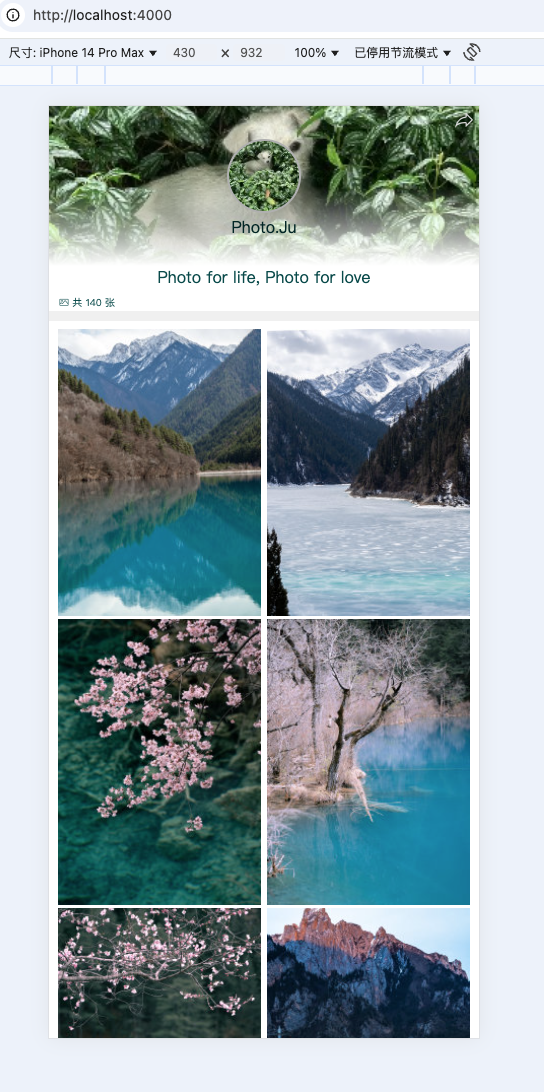 http://localhost:4000
尺寸: iPhone 14 Pro Max ▼ 430 × 932 100% ▼ 已停用节流模式 ▼
Photo.Ju
Photo for life, Photo for love
共 140 张